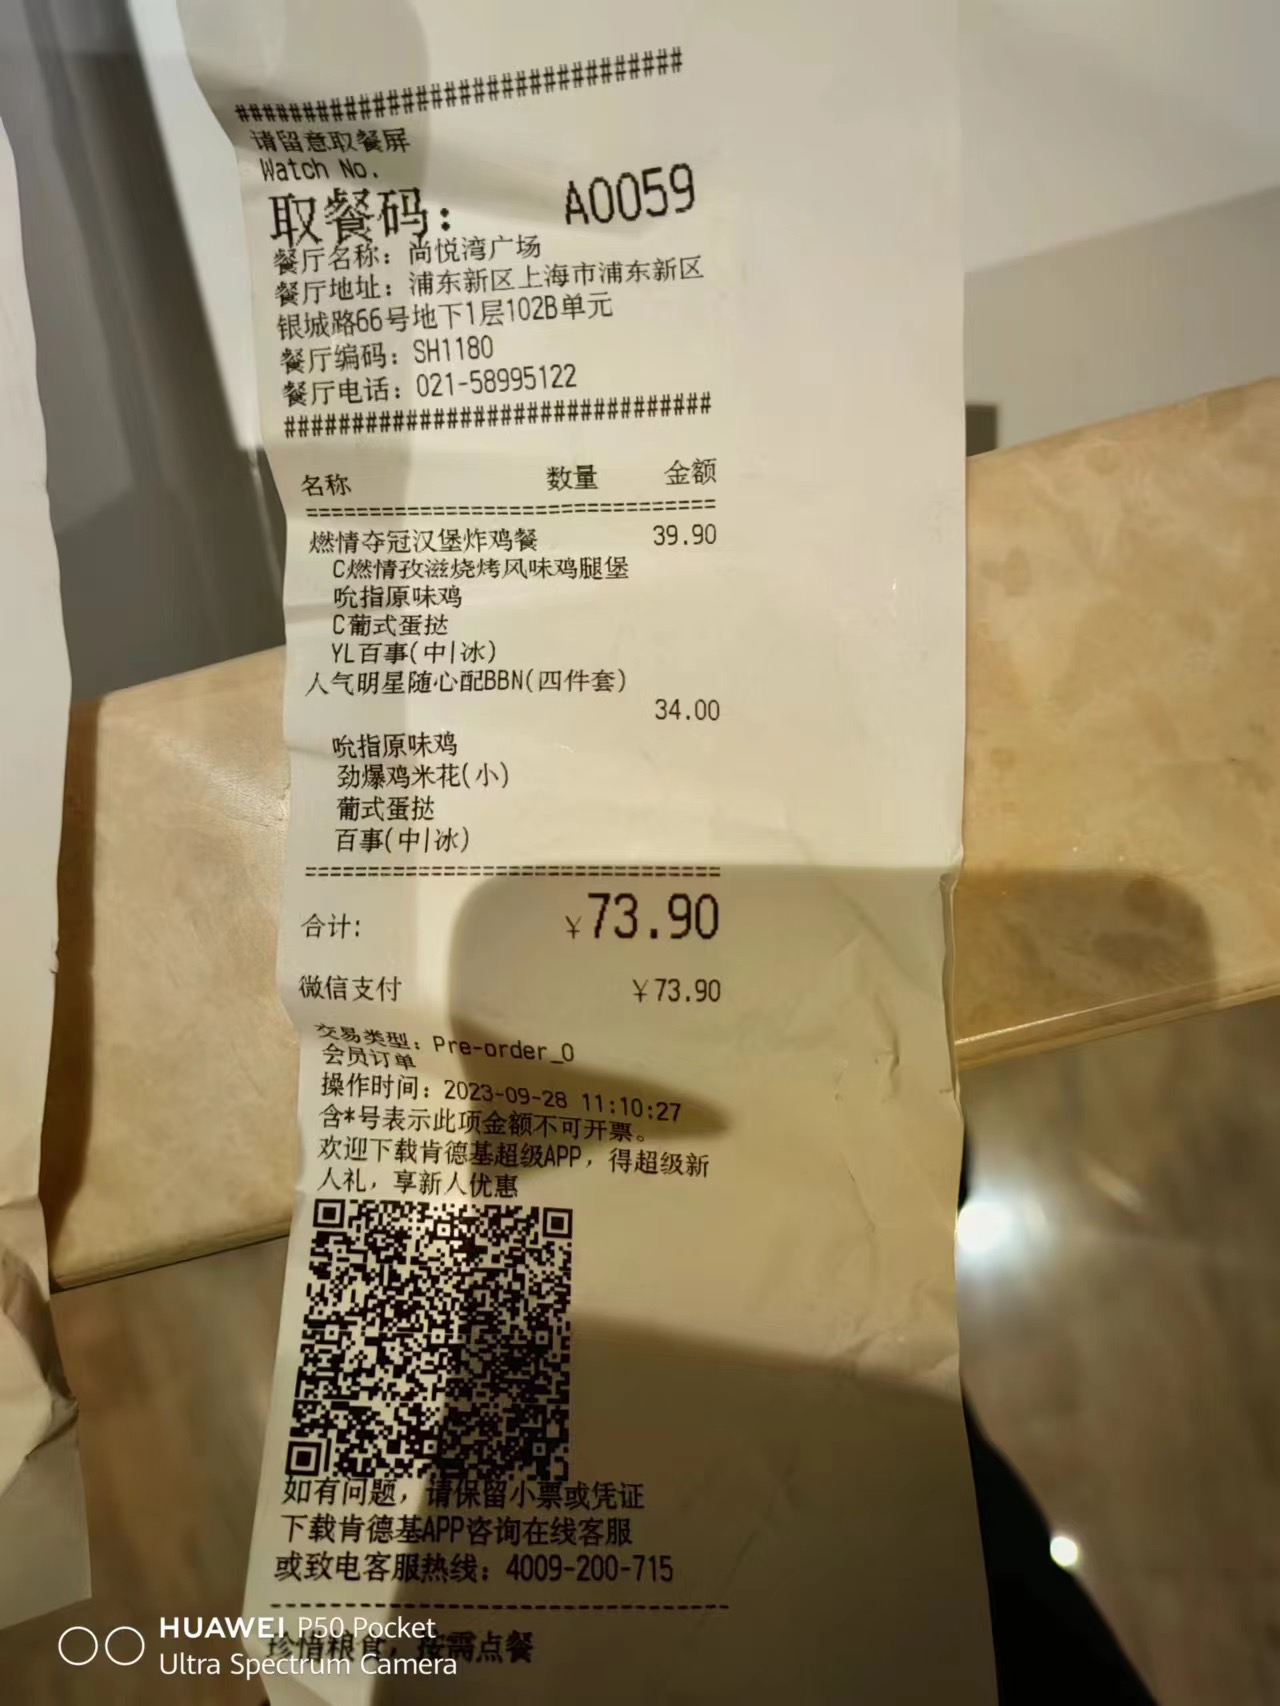 ##################################
请留意取餐屏
Watch No.
取餐码: A0059
餐厅名称: 尚悦湾广场
餐厅地址: 浦东新区上海市浦东新区
银城路66号地下1层102B单元
餐厅编码: SH1180
餐厅电话: 021-58995122
################################
名称 数量 金额
================================
燃情夺冠汉堡炸鸡餐 39.90
C燃情孜滋烧烤风味鸡腿堡
吮指原味鸡
C葡式蛋挞
YL百事(中|冰)
人气明星随心配BBN(四件套)
34.00
吮指原味鸡
劲爆鸡米花(小)
葡式蛋挞
百事(中|冰)
================================
合计: ￥73.90
微信支付 ￥73.90
交易类型: Pre-order_O
会员订单
操作时间: 2023-09-28 11:10:27
含*号表示此项金额不可开票。
欢迎下载肯德基超级APP，得超级新
人礼，享新人优惠
如有问题，请保留小票或凭证
下载肯德基APP咨询在线客服
或致电客服热线: 4009-200-715
--------------------------------
珍惜粮食，按需点餐
HUAWEI P50 Pocket
Ultra Spectrum Camera